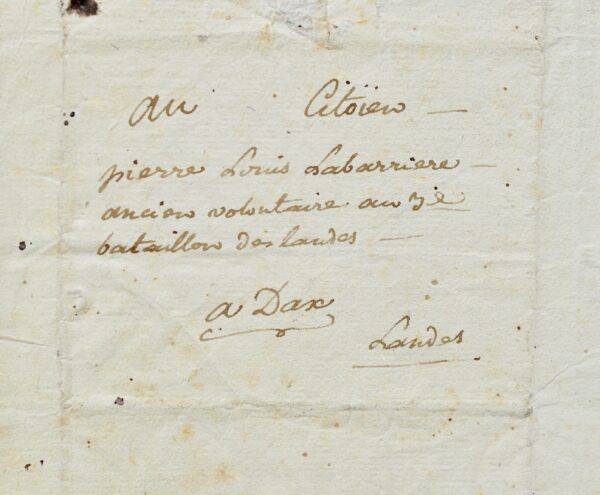 au Citoïen —
pierre Louis Labarriere —
ancien volontaire au 3e
bataillon des landes —
a Dax
Landes